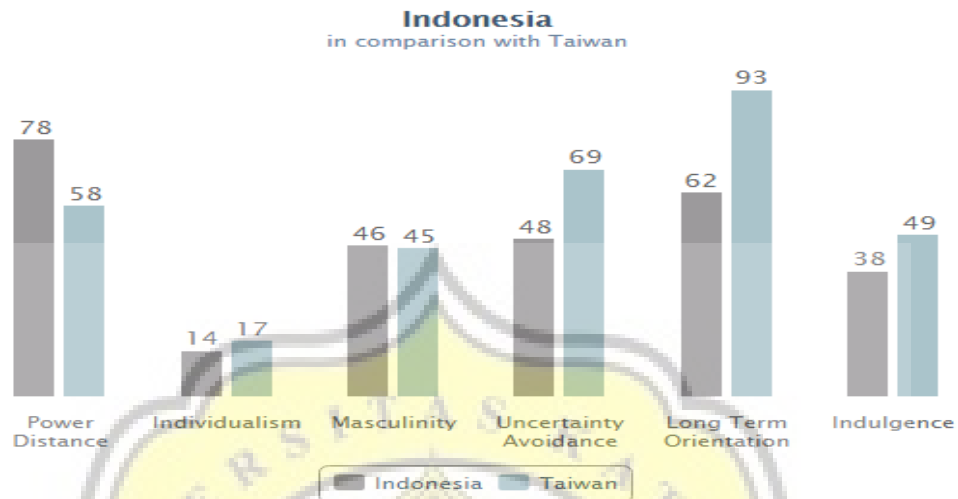 Indonesia
in comparison with Taiwan
93
78
69
62
58
49
48
46
45
38
17
14
Power Distance
Individualism
Masculinity
Uncertainty Avoidance
Long Term Orientation
Indulgence
Indonesia
Taiwan